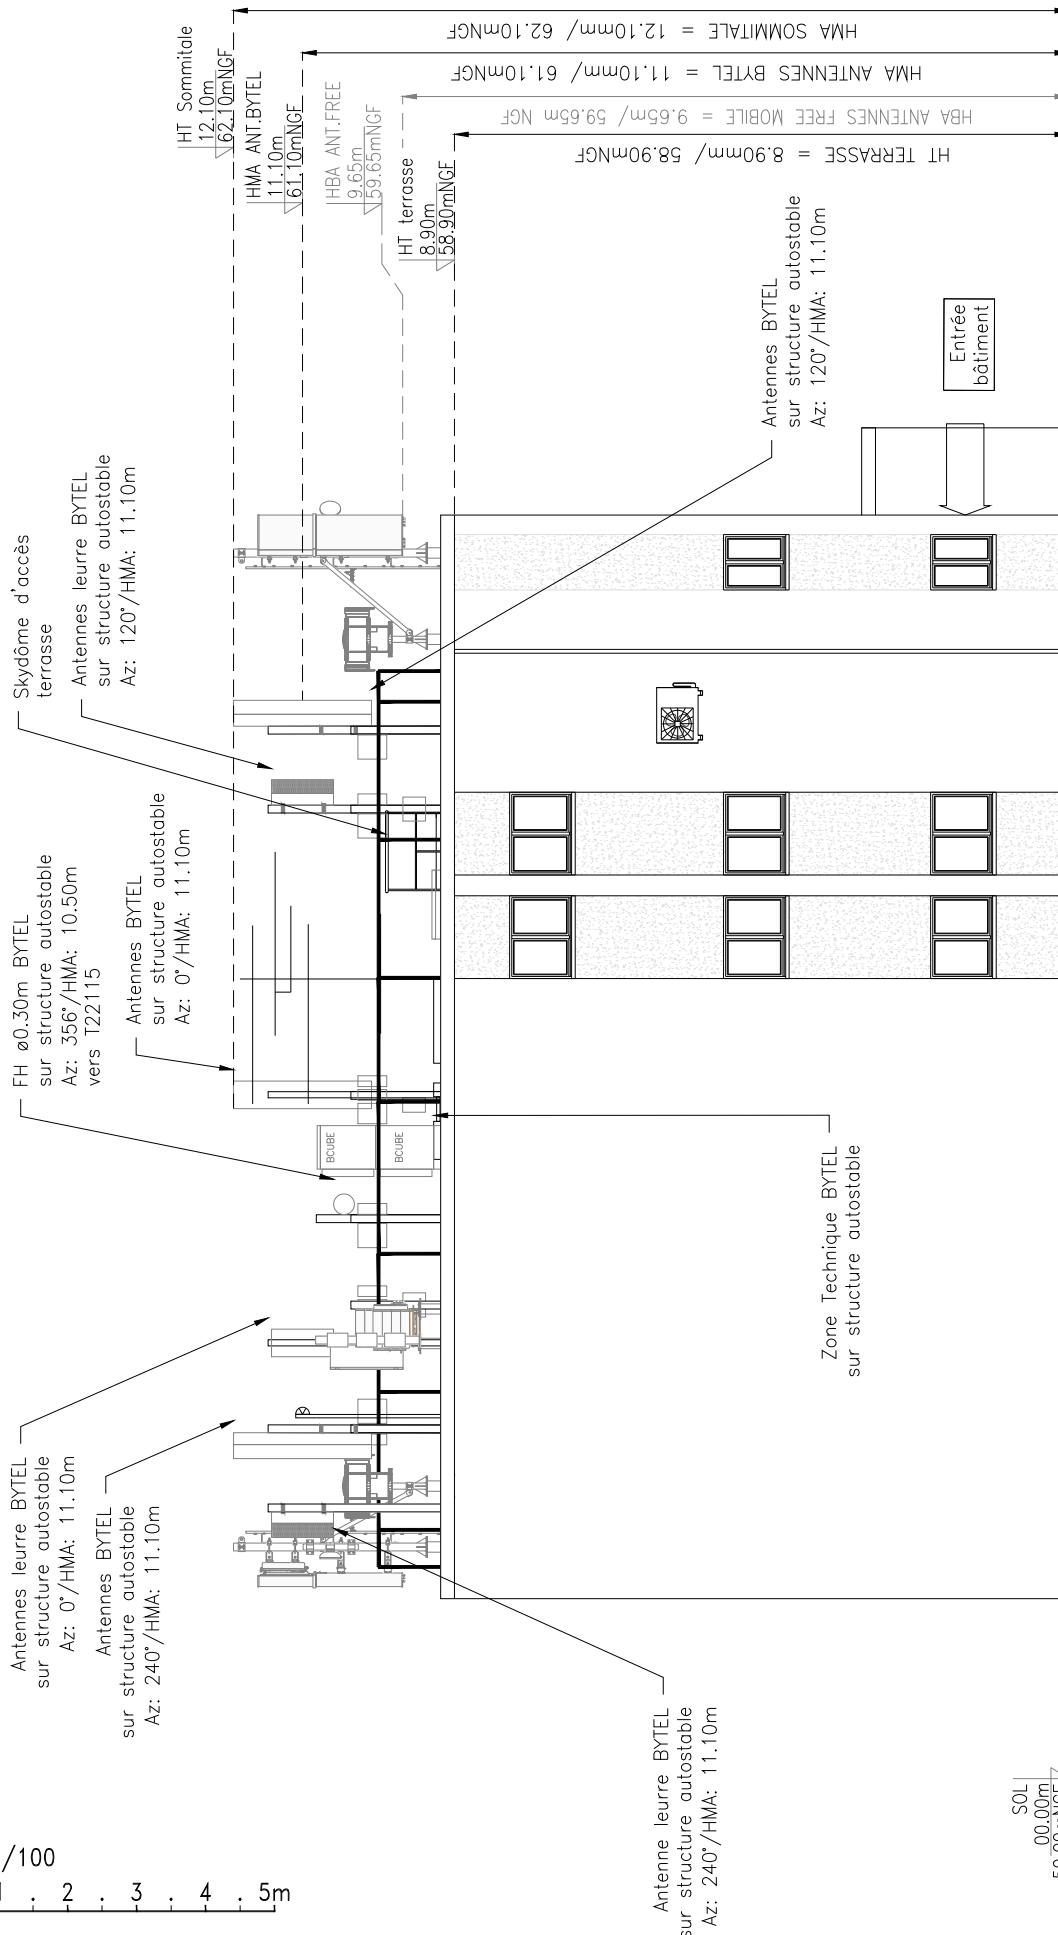 HT Sommitale
12.10m
62.10mNGF
HMA ANT.BYTEL
11.10m
61.10mNGF
HBA ANT.FREE
9.65m
59.65mNGF
HT terrasse
8.90m
58.90mNGF
HMA SOMMITALE = 12.10mm/ 62.10mNGF
HMA ANTENNES BYTEL = 11.10mm/ 61.10mNGF
HBA ANTENNES FREE MOBILE = 9.65m/ 59.65m NGF
HT TERRASSE = 8.90mm/ 58.90mNGF
Antennes BYTEL
sur structure autostable
Az: 120°/HMA: 11.10m
Entrée
bâtiment
Skydôme d'accès
terrasse
Antennes leurre BYTEL
sur structure autostable
Az: 120°/HMA: 11.10m
FH ø0.30m BYTEL
sur structure autostable
Az: 356°/HMA: 10.50m
vers T22115
Antennes BYTEL
sur structure autostable
Az: 0°/HMA: 11.10m
BCUBE
BCUBE
Zone Technique BYTEL
sur structure autostable
Antennes leurre BYTEL
sur structure autostable
Az: 0°/HMA: 11.10m
Antennes BYTEL
sur structure autostable
Az: 240°/HMA: 11.10m
Antenne leurre BYTEL
sur structure autostable
Az: 240°/HMA: 11.10m
SOL
00.00m
/100
. 2 . 3 . 4 . 5m